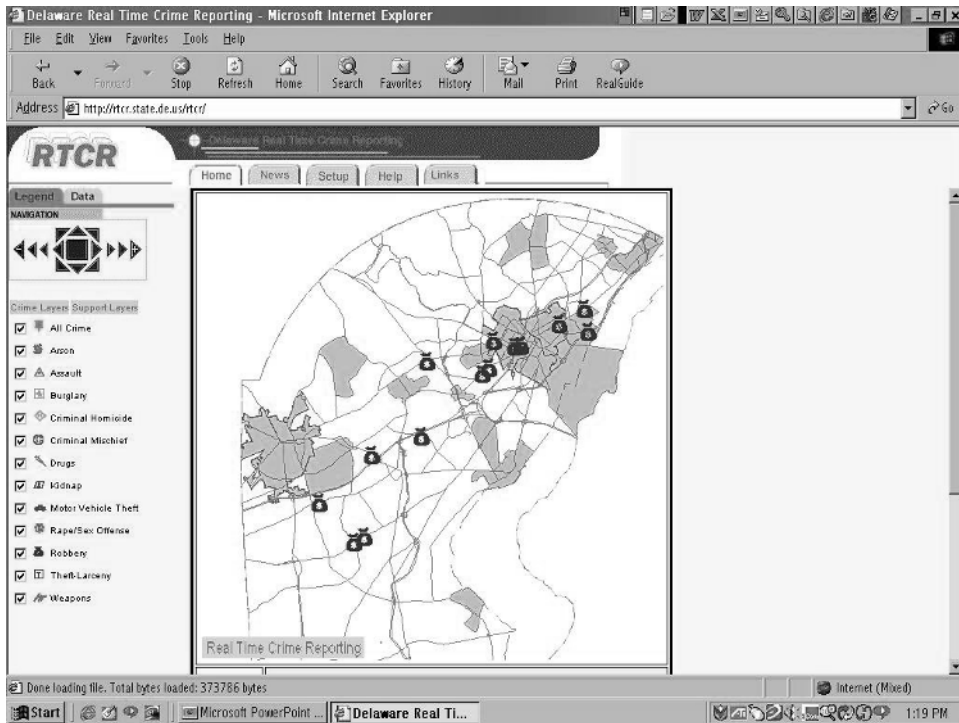 Delaware Real Time Crime Reporting - Microsoft Internet Explorer
File Edit View Favorites Tools Help
Back Forward Stop Refresh Home Search Favorites History Mail Print RealGuide
Address http://rtcr.state.de.us/rtcr/ Go
RTCR
Delaware Real Time Crime Reporting
Home News Setup Help Links
Legend Data
NAVIGATION
Crime Layers Support Layers
All Crime
Arson
Assault
Burglary
Criminal Homicide
Criminal Mischief
Drugs
Kidnap
Motor Vehicle Theft
Rape/Sex Offense
Robbery
Theft-Larceny
Weapons
Real Time Crime Reporting
Done loading file. Total bytes loaded: 373786 bytes Internet (Mixed)
Start Microsoft PowerPoint ... Delaware Real Ti... 1:19 PM